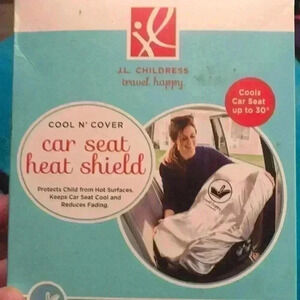 J.L. CHILDRESS
travel happy.
Cools
Car Seat
up to 30°
COOL N' COVER
car seat
heat shield
Protects Child from Hot Surfaces.
Keeps Car Seat Cool and
Reduces Fading.